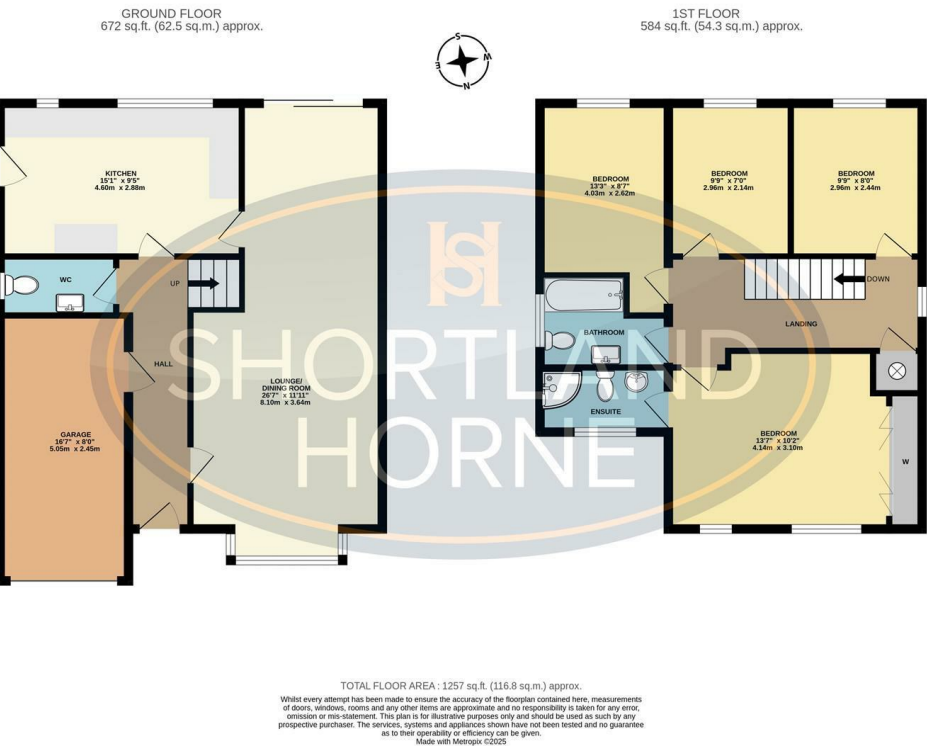 GROUND FLOOR
672 sq.ft. (62.5 sq.m.) approx.
1ST FLOOR
584 sq.ft. (54.3 sq.m.) approx.
S
E
W
N
KITCHEN
15'1" x 9'5"
4.60m x 2.88m
WC
UP
HALL
LOUNGE/
DINING ROOM
26'7" x 11'11"
8.10m x 3.64m
GARAGE
16'7" x 8'0"
5.05m x 2.45m
BEDROOM
13'3" x 8'7"
4.03m x 2.62m
BEDROOM
9'9" x 7'0"
2.96m x 2.14m
BEDROOM
9'9" x 8'0"
2.96m x 2.44m
DOWN
LANDING
BATHROOM
ENSUITE
BEDROOM
13'7" x 10'2"
4.14m x 3.10m
W
HS
SHORTLAND
HORNE
TOTAL FLOOR AREA : 1257 sq.ft. (116.8 sq.m.) approx.
Whilst every attempt has been made to ensure the accuracy of the floorplan contained here, measurements
of doors, windows, rooms and any other items are approximate and no responsibility is taken for any error,
omission or mis-statement. This plan is for illustrative purposes only and should be used as such by any
prospective purchaser. The services, systems and appliances shown have not been tested and no guarantee
as to their operability or efficiency can be given.
Made with Metropix ©2025